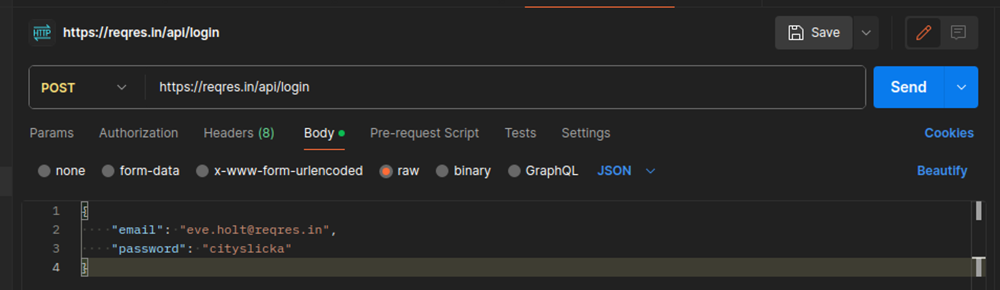 HTTP https://reqres.in/api/login Save
POST https://reqres.in/api/login Send
Params Authorization Headers (8) Body Pre-request Script Tests Settings Cookies
none form-data x-www-form-urlencoded raw binary GraphQL JSON Beautify
1 {
2 "email": "eve.holt@reqres.in",
3 "password": "cityslicka"
4 }